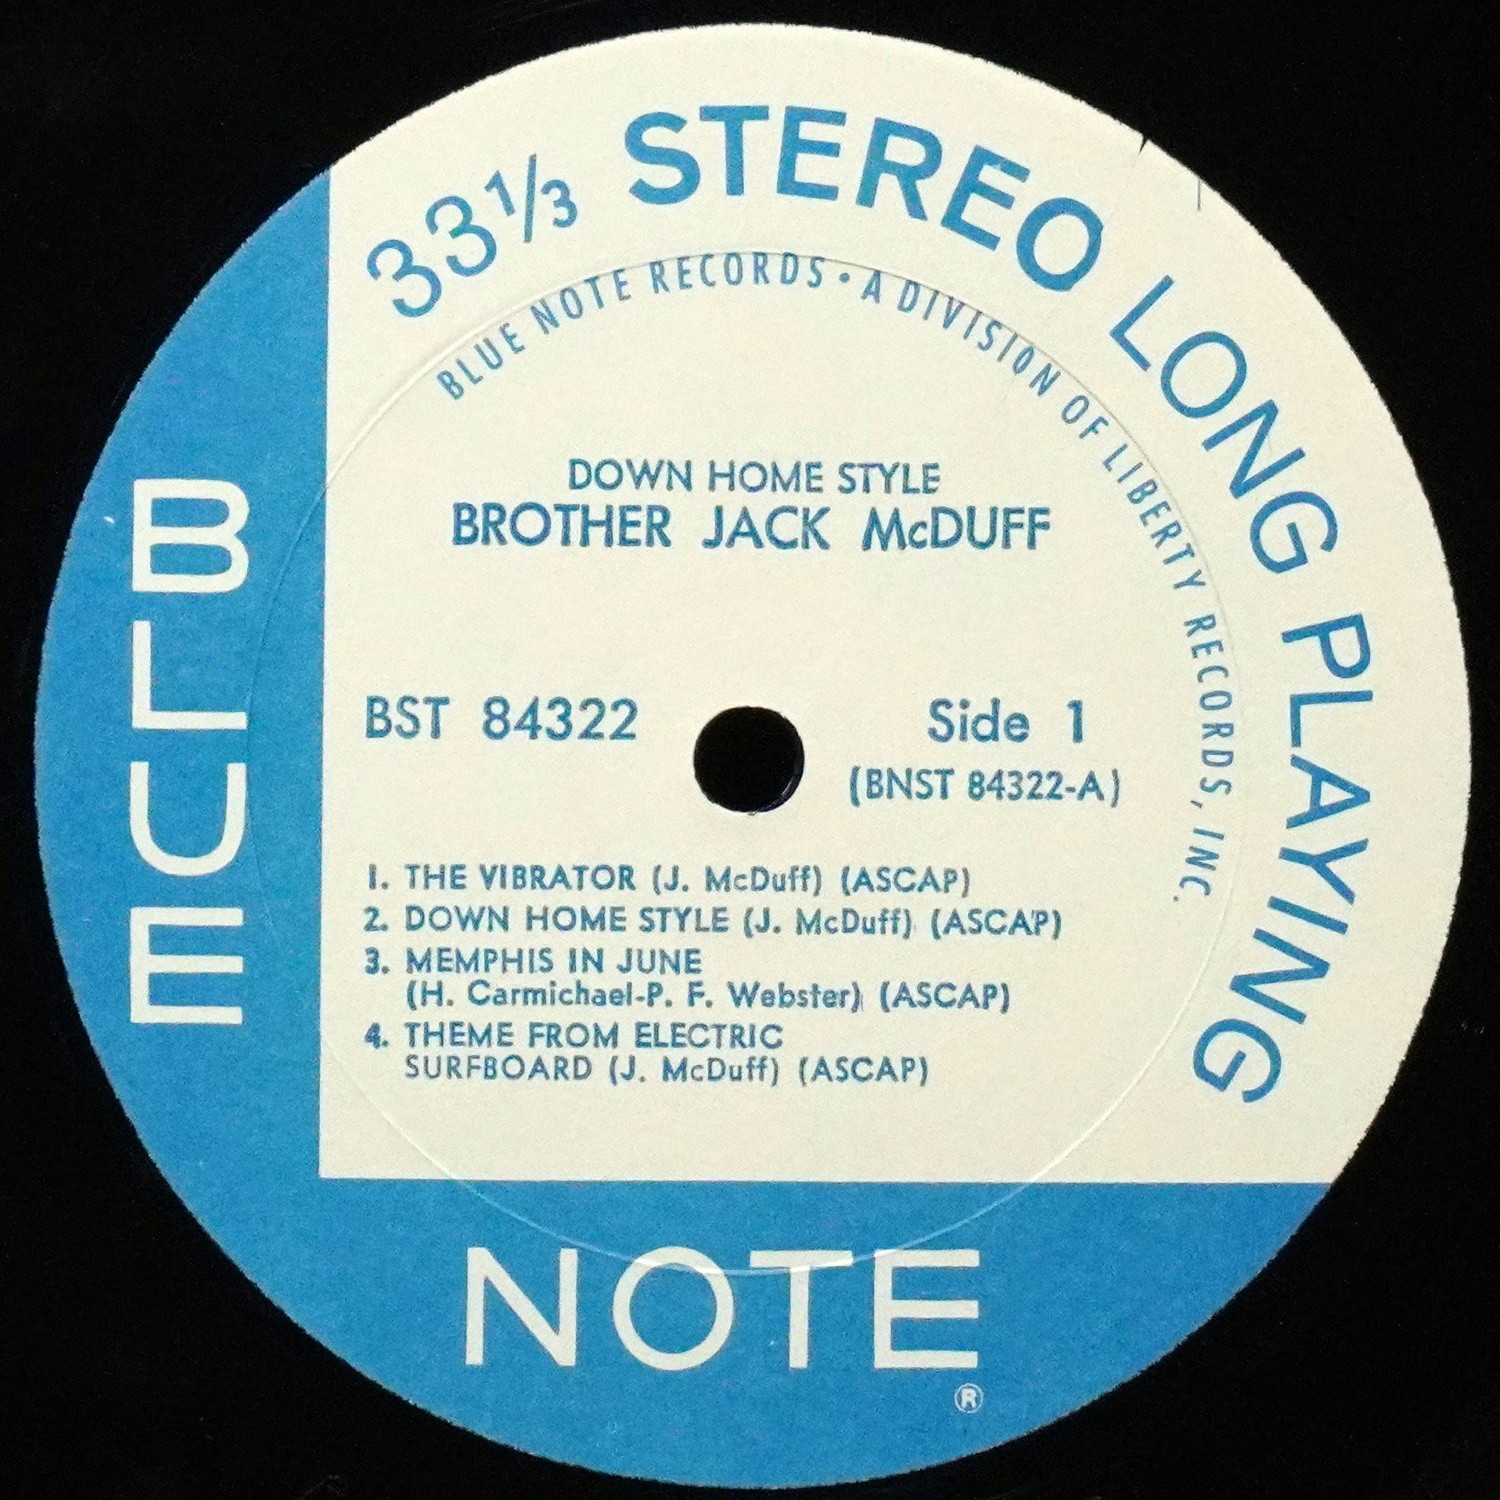 33 1/3 STEREO LONG PLAYING
BLUE NOTE RECORDS • A DIVISION OF LIBERTY RECORDS, INC.
DOWN HOME STYLE
BROTHER JACK McDUFF
BST 84322
Side 1
(BNST 84322-A)
1. THE VIBRATOR (J. McDuff) (ASCAP)
2. DOWN HOME STYLE (J. McDuff) (ASCAP)
3. MEMPHIS IN JUNE
(H. Carmichael-P. F. Webster) (ASCAP)
4. THEME FROM ELECTRIC
SURFBOARD (J. McDuff) (ASCAP)
BLUE
NOTE
®